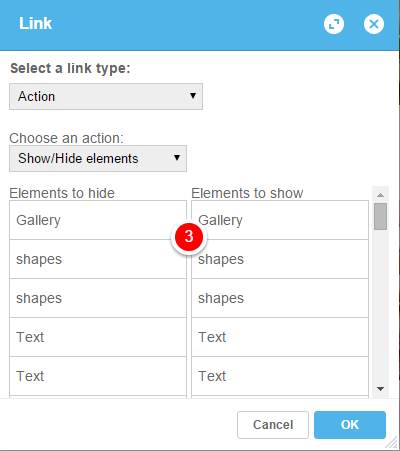 Link
Select a link type:
Action
Choose an action:
Show/Hide elements
Elements to hide Elements to show
Gallery Gallery
3
shapes shapes
shapes shapes
Text Text
Text Text
Cancel OK